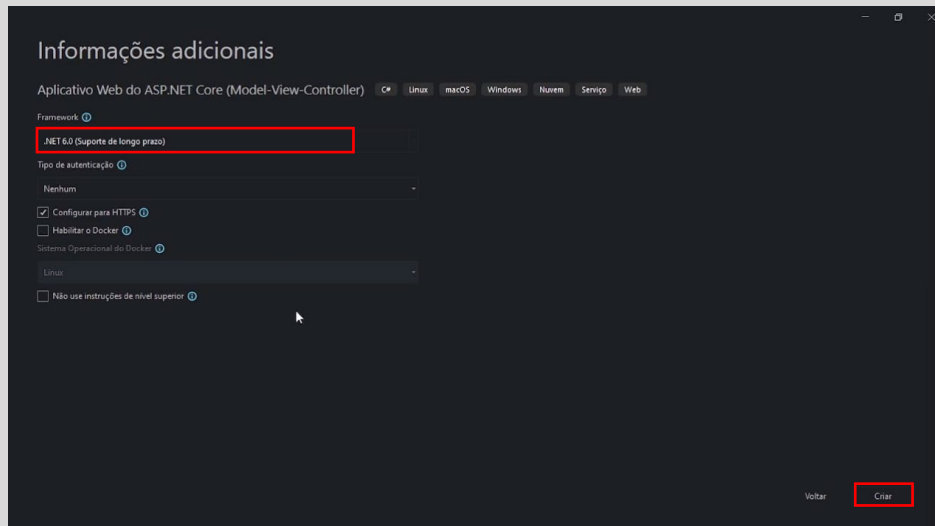 Informações adicionais
Aplicativo Web do ASP.NET Core (Model-View-Controller) C# Linux macOS Windows Nuvem Serviço Web
Framework
.NET 6.0 (Suporte de longo prazo)
Tipo de autenticação
Nenhum
Configurar para HTTPS
Habilitar o Docker
Sistema Operacional do Docker
Linux
Não use instruções de nível superior
Voltar Criar